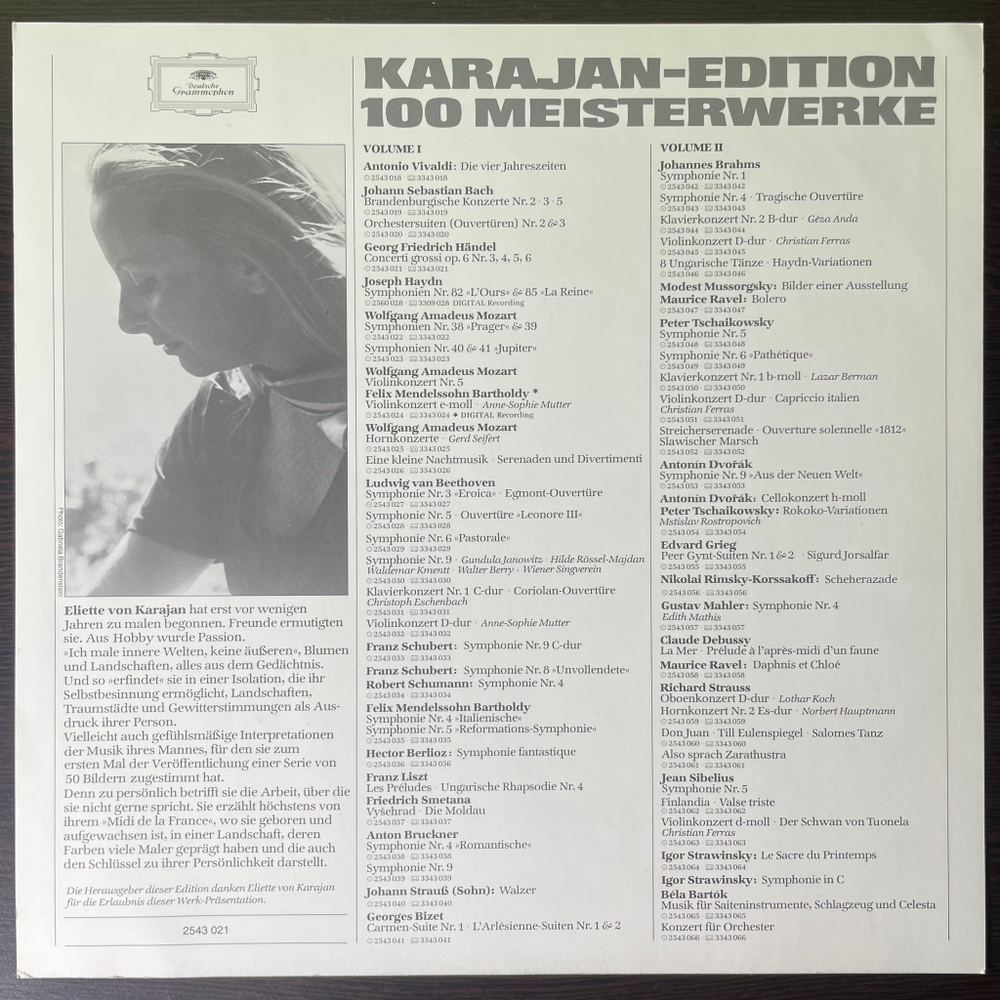 Deutsche
Grammophon
KARAJAN-EDITION
100 MEISTERWERKE
Photo: Gabriela Brandenstein
Eliette von Karajan hat erst vor wenigen
Jahren zu malen begonnen. Freunde ermutigten
sie. Aus Hobby wurde Passion.
»Ich male innere Welten, keine äußeren«, Blumen
und Landschaften, alles aus dem Gedächtnis.
Und so »erfindet« sie in einer Isolation, die ihr
Selbstbesinnung ermöglicht, Landschaften,
Traumstädte und Gewitterstimmungen als Aus-
druck ihrer Person.
Vielleicht auch gefühlsmäßige Interpretationen
der Musik ihres Mannes, für den sie zum
ersten Mal der Veröffentlichung einer Serie von
50 Bildern zugestimmt hat.
Denn zu persönlich betrifft sie die Arbeit, über die
sie nicht gerne spricht. Sie erzählt höchstens von
ihrem »Midi de la France«, wo sie geboren und
aufgewachsen ist, in einer Landschaft, deren
Farben viele Maler geprägt haben und die auch
den Schlüssel zu ihrer Persönlichkeit darstellt.
Die Herausgeber dieser Edition danken Eliette von Karajan
für die Erlaubnis dieser Werk-Präsentation.
2543 021
VOLUME I
Antonio Vivaldi: Die vier Jahreszeiten
2543 018 · 3343 018
Johann Sebastian Bach
Brandenburgische Konzerte Nr. 2 · 3 · 5
2543 019 · 3343 019
Orchestersuiten (Ouvertüren) Nr. 2 & 3
2543 020 · 3343 020
Georg Friedrich Händel
Concerti grossi op. 6 Nr. 3, 4, 5, 6
2543 021 · 3343 021
Joseph Haydn
Symphonien Nr. 82 »L'Ours« & 85 »La Reine«
2560 028 · 3309 028 DIGITAL Recording
Wolfgang Amadeus Mozart
Symphonien Nr. 38 »Prager« & 39
2543 022 · 3343 022
Symphonien Nr. 40 & 41 »Jupiter«
2543 023 · 3343 023
Wolfgang Amadeus Mozart
Violinkonzert Nr. 5
Felix Mendelssohn Bartholdy *
Violinkonzert e-moll · Anne-Sophie Mutter
2543 024 · 3343 024 * DIGITAL Recording
Wolfgang Amadeus Mozart
Hornkonzerte · Gerd Seifert
2543 025 · 3343 025
Eine kleine Nachtmusik · Serenaden und Divertimenti
2543 026 · 3343 026
Ludwig van Beethoven
Symphonie Nr. 3 »Eroica« · Egmont-Ouvertüre
2543 027 · 3343 027
Symphonie Nr. 5 · Ouvertüre »Leonore III«
2543 028 · 3343 028
Symphonie Nr. 6 »Pastorale«
2543 029 · 3343 029
Symphonie Nr. 9 · Gundula Janowitz · Hilde Rössel-Majdan
Waldemar Kmentt · Walter Berry · Wiener Singverein
2543 030 · 3343 030
Klavierkonzert Nr. 1 C-dur · Coriolan-Ouvertüre
Christoph Eschenbach
2543 031 · 3343 031
Violinkonzert D-dur · Anne-Sophie Mutter
2543 032 · 3343 032
Franz Schubert: Symphonie Nr. 9 C-dur
2543 033 · 3343 033
Franz Schubert: Symphonie Nr. 8 »Unvollendete«
Robert Schumann: Symphonie Nr. 4
2543 034 · 3343 034
Felix Mendelssohn Bartholdy
Symphonie Nr. 4 »Italienische«
Symphonie Nr. 5 »Reformations-Symphonie«
2543 035 · 3343 035
Hector Berlioz: Symphonie fantastique
2543 036 · 3343 036
Franz Liszt
Les Préludes · Ungarische Rhapsodie Nr. 4
Friedrich Smetana
Vyšehrad · Die Moldau
2543 037 · 3343 037
Anton Bruckner
Symphonie Nr. 4 »Romantische«
2543 038 · 3343 038
Symphonie Nr. 9
2543 039 · 3343 039
Johann Strauß (Sohn): Walzer
2543 040 · 3343 040
Georges Bizet
Carmen-Suite Nr. 1 · L'Arlésienne-Suiten Nr. 1 & 2
2543 041 · 3343 041
VOLUME II
Johannes Brahms
Symphonie Nr. 1
2543 042 · 3343 042
Symphonie Nr. 4 · Tragische Ouvertüre
2543 043 · 3343 043
Klavierkonzert Nr. 2 B-dur · Géza Anda
2543 044 · 3343 044
Violinkonzert D-dur · Christian Ferras
2543 045 · 3343 045
8 Ungarische Tänze · Haydn-Variationen
2543 046 · 3343 046
Modest Mussorgsky: Bilder einer Ausstellung
Maurice Ravel: Bolero
2543 047 · 3343 047
Peter Tschaikowsky
Symphonie Nr. 5
2543 048 · 3343 048
Symphonie Nr. 6 »Pathétique«
2543 049 · 3343 049
Klavierkonzert Nr. 1 b-moll · Lazar Berman
2543 050 · 3343 050
Violinkonzert D-dur · Capriccio italien
Christian Ferras
2543 051 · 3343 051
Streicherserenade · Ouverture solennelle »1812«
Slawischer Marsch
2543 052 · 3343 052
Antonín Dvořák
Symphonie Nr. 9 »Aus der Neuen Welt«
2543 053 · 3343 053
Antonín Dvořák: Cellokonzert h-moll
Peter Tschaikowsky: Rokoko-Variationen
Mstislav Rostropovich
2543 054 · 3343 054
Edvard Grieg
Peer Gynt-Suiten Nr. 1 & 2 · Sigurd Jorsalfar
2543 055 · 3343 055
Nikolai Rimsky-Korssakoff: Scheherazade
2543 056 · 3343 056
Gustav Mahler: Symphonie Nr. 4
Edith Mathis
2543 057 · 3343 057
Claude Debussy
La Mer · Prélude à l'après-midi d'un faune
Maurice Ravel: Daphnis et Chloé
2543 058 · 3343 058
Richard Strauss
Oboenkonzert D-dur · Lothar Koch
Hornkonzert Nr. 2 Es-dur · Norbert Hauptmann
2543 059 · 3343 059
Don Juan · Till Eulenspiegel · Salomes Tanz
2543 060 · 3343 060
Also sprach Zarathustra
2543 061 · 3343 061
Jean Sibelius
Symphonie Nr. 5
Finlandia · Valse triste
2543 062 · 3343 062
Violinkonzert d-moll · Der Schwan von Tuonela
Christian Ferras
2543 063 · 3343 063
Igor Strawinsky: Le Sacre du Printemps
2543 064 · 3343 064
Igor Strawinsky: Symphonie in C
Béla Bartók
Musik für Saiteninstrumente, Schlagzeug und Celesta
2543 065 · 3343 065
Konzert für Orchester
2543 066 · 3343 066